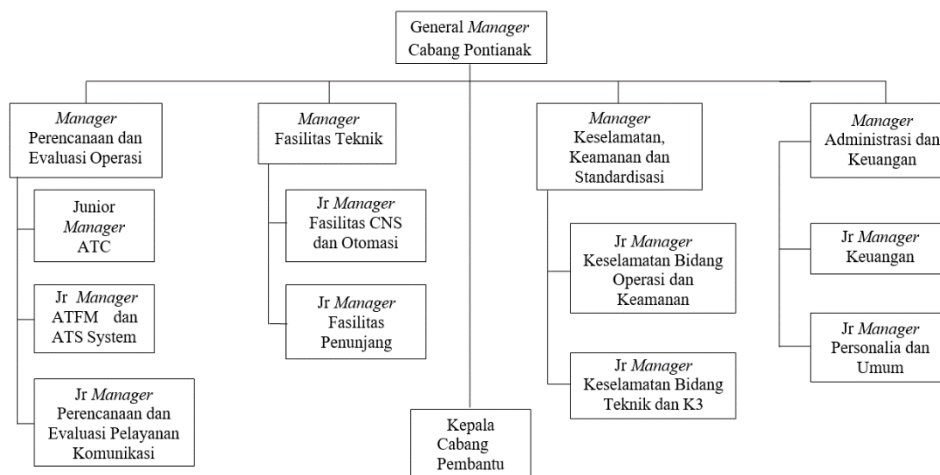 General Manager
Cabang Pontianak
Manager
Perencanaan dan
Evaluasi Operasi
Junior
Manager
ATC
Jr Manager
ATFM dan
ATS System
Jr Manager
Perencanaan dan
Evaluasi Pelayanan
Komunikasi
Manager
Fasilitas Teknik
Jr Manager
Fasilitas CNS
dan Otomasi
Jr Manager
Fasilitas
Penunjang
Manager
Keselamatan,
Keamanan dan
Standardisasi
Jr Manager
Keselamatan Bidang
Operasi dan
Keamanan
Jr Manager
Keselamatan Bidang
Teknik dan K3
Manager
Administrasi dan
Keuangan
Jr Manager
Keuangan
Jr Manager
Personalia dan
Umum
Kepala
Cabang
Pembantu